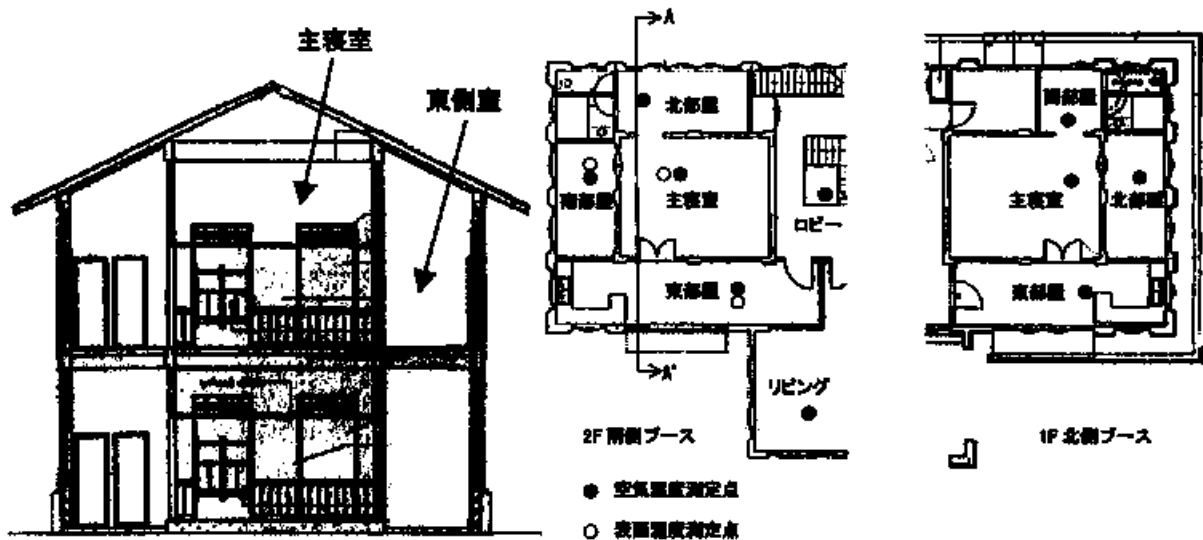 主寝室
東側室
A
北部屋
南部屋
主寝室
ロビー
東部屋
A'
リビング
2F 南側ブース
南部屋
主寝室
北部屋
東部屋
1F 北側ブース
● 空気温度測定点
○ 表面温度測定点